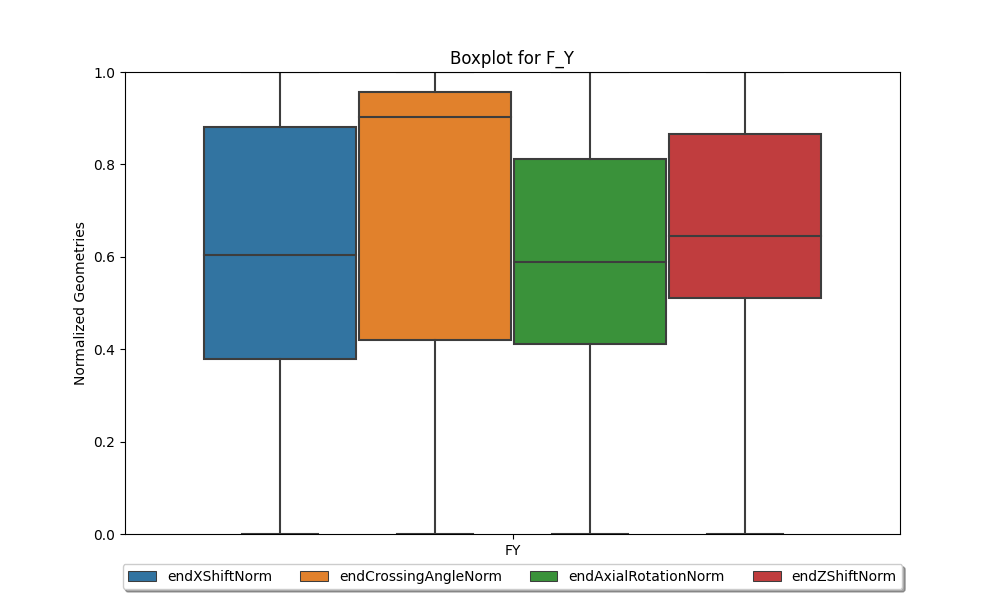 Boxplot for F_Y
Normalized Geometries
1.0
0.8
0.6
0.4
0.2
0.0
FY
endXShiftNorm endCrossingAngleNorm endAxialRotationNorm endZShiftNorm